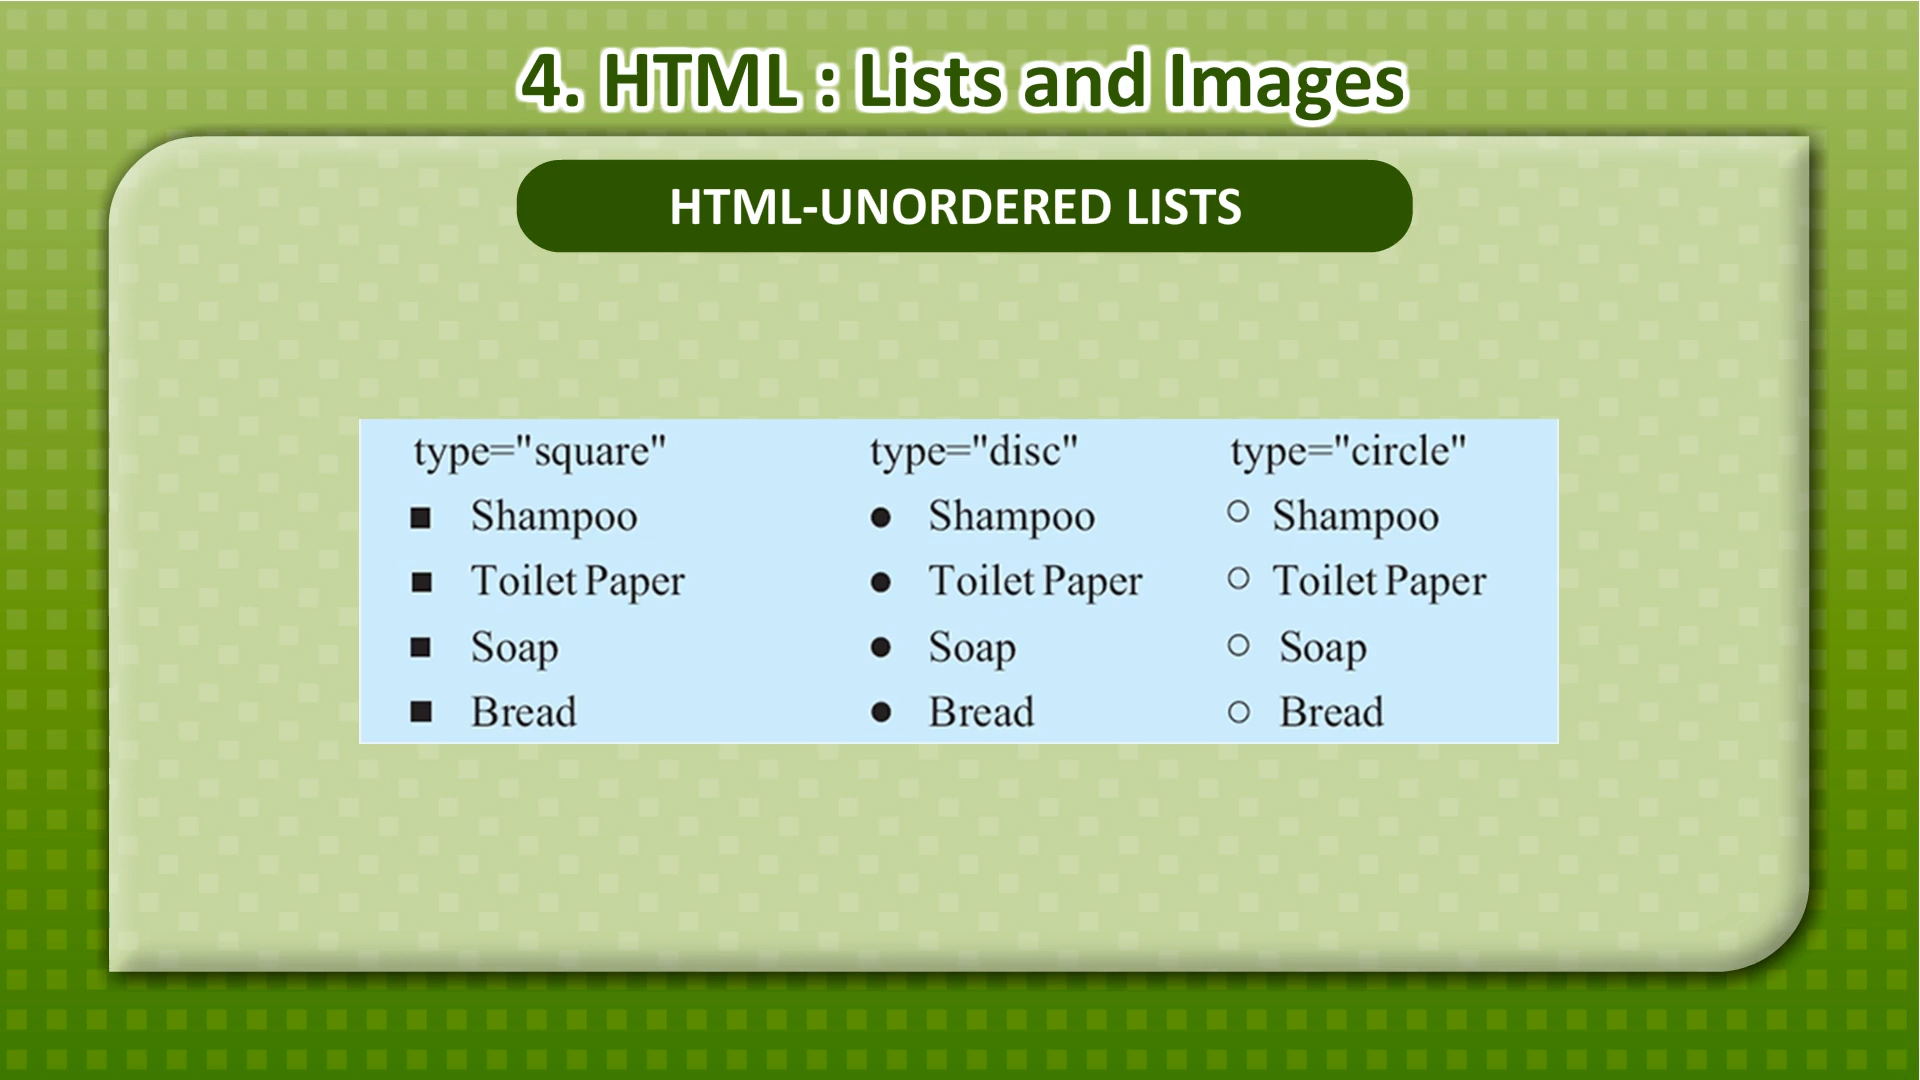 4. HTML : Lists and Images
HTML-UNORDERED LISTS
type="square" type="disc" type="circle"
■ Shampoo ● Shampoo ○ Shampoo
■ Toilet Paper ● Toilet Paper ○ Toilet Paper
■ Soap ● Soap ○ Soap
■ Bread ● Bread ○ Bread